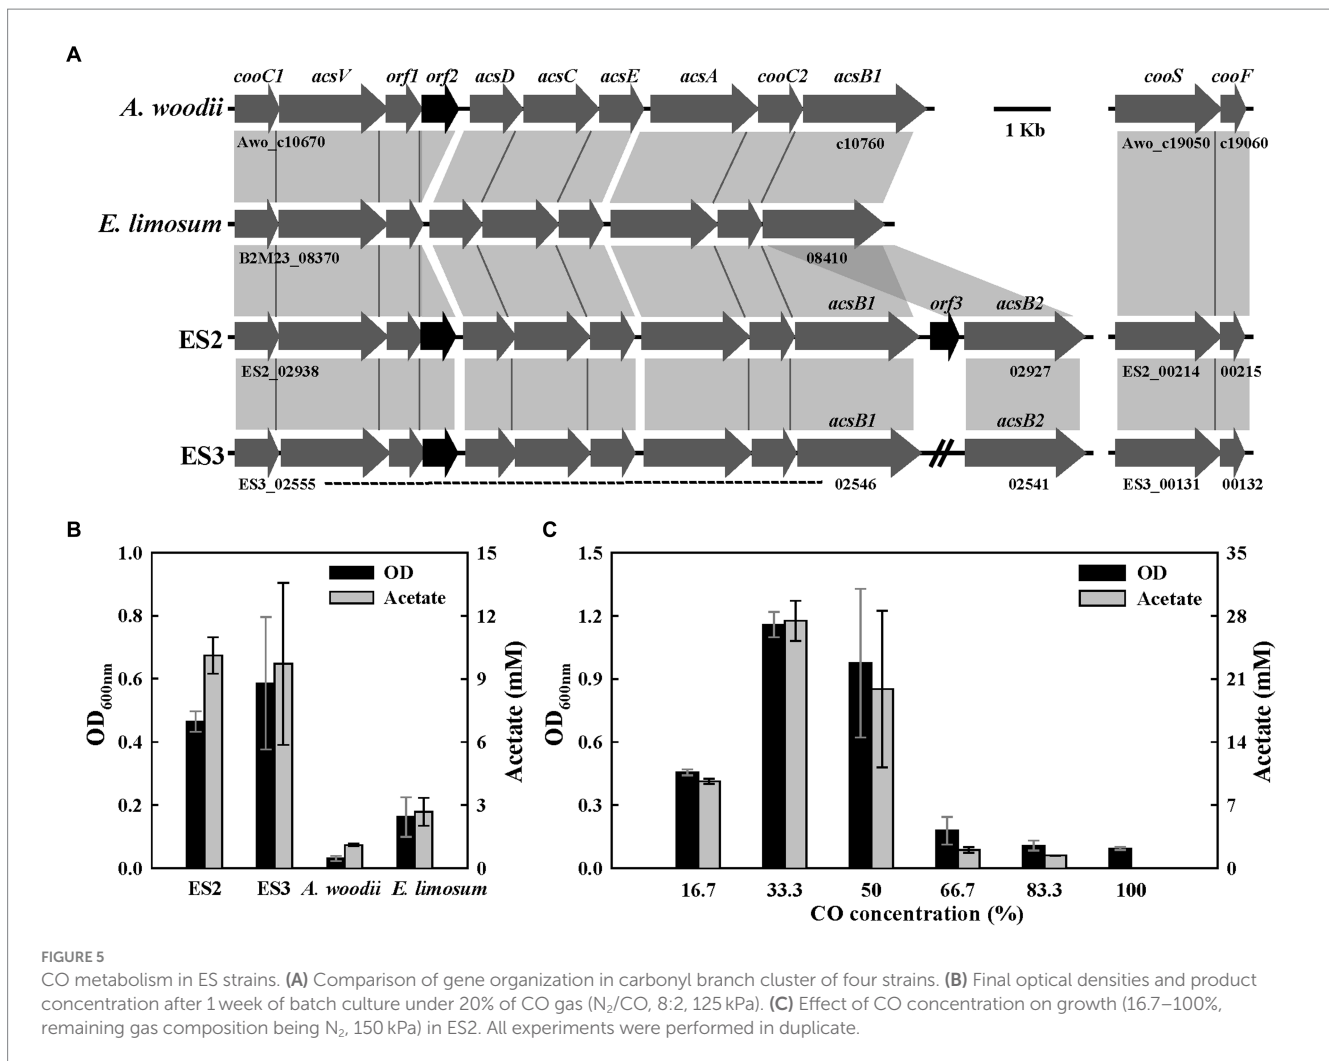 A
cooC1 acsV orf1 orf2 acsD acsC acsE acsA cooC2 acsB1 cooS cooF
A. woodii
1 Kb
Awo_c10670 c10760 Awo_c19050 c19060
E. limosum
B2M23_08370 08410
acsB1 orf3 acsB2
ES2
ES2_02938 02927 ES2_00214 00215
acsB1 acsB2
ES3
ES3_02555 02546 02541 ES3_00131 00132
B
1.0
0.8
0.6
0.4
0.2
0.0
OD600nm
OD
Acetate
15
12
9
6
3
0
Acetate (mM)
ES2 ES3 A. woodii E. limosum
C
1.5
1.2
0.9
0.6
0.3
0.0
OD600nm
OD
Acetate
35
28
21
14
7
0
Acetate (mM)
16.7 33.3 50 66.7 83.3 100
CO concentration (%)
FIGURE 5
CO metabolism in ES strains. (A) Comparison of gene organization in carbonyl branch cluster of four strains. (B) Final optical densities and product
concentration after 1 week of batch culture under 20% of CO gas (N₂/CO, 8:2, 125 kPa). (C) Effect of CO concentration on growth (16.7–100%,
remaining gas composition being N₂, 150 kPa) in ES2. All experiments were performed in duplicate.